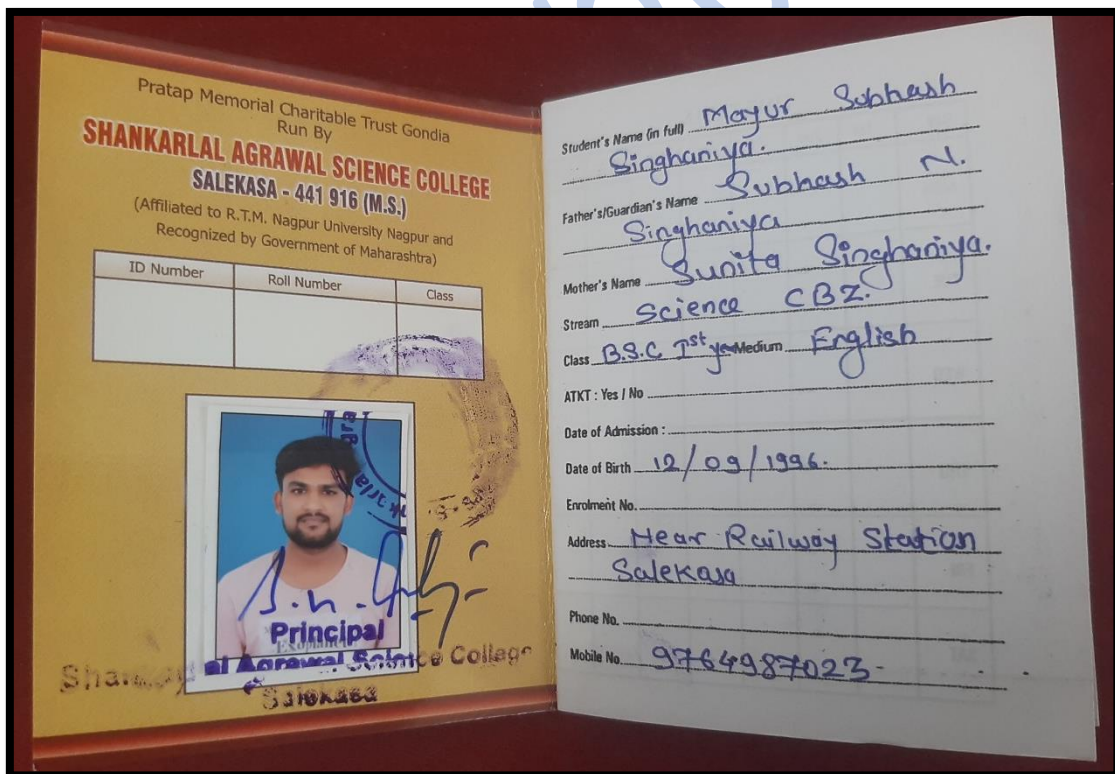 Pratap Memorial Charitable Trust Gondia
Run By
SHANKARLAL AGRAWAL SCIENCE COLLEGE
SALEKASA - 441 916 (M.S.)
(Affiliated to R.T.M. Nagpur University Nagpur and
Recognized by Government of Maharashtra)
ID Number Roll Number Class
Principal
Agrawal College
Salekasa
Student's Name (in full) Mayur Subhash
Singhaniya.
Father's/Guardian's Name Subhash N.
Singhaniya
Mother's Name Sunita Singhaniya.
Stream Science CBZ.
Class B.S.C Ist year Medium English
ATKT : Yes / No
Date of Admission :
Date of Birth 12/09/1996.
Enrolment No.
Address Near Railway Station
Salekasa
Phone No.
Mobile No. 9764987023-